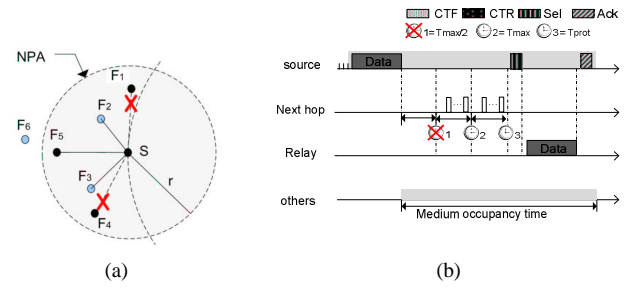 NPA
F1
F2
F6
F5
S
F3
r
F4
(a)
CTF CTR Sel Ack
1=Tmax/2 2=Tmax 3=Tprot
source
Data
Next hop
1 2 3
Relay
Data
others
Medium occupancy time
(b)